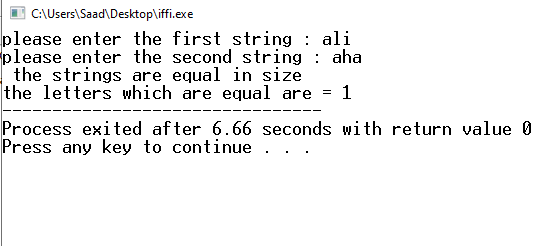 C:\Users\Saad\Desktop\iffi.exe
please enter the first string : ali
please enter the second string : aha
 the strings are equal in size
the letters which are equal are = 1
--------------------------------
Process exited after 6.66 seconds with return value 0
Press any key to continue . . .